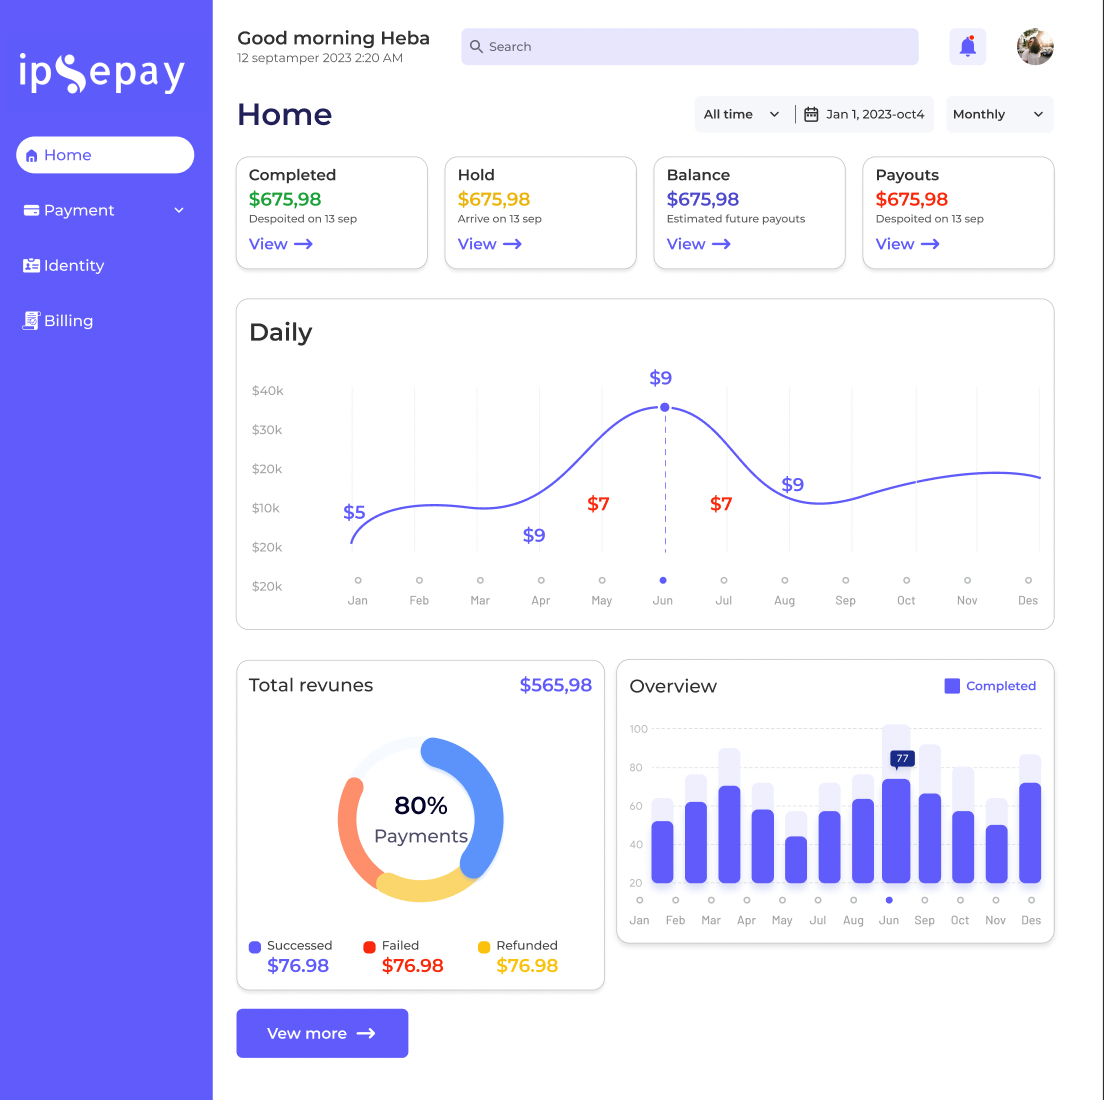 ipsepay
Home
Payment
Identity
Billing
Good morning Heba
12 septamper 2023 2:20 AM
Search
Home
All time
Jan 1, 2023-oct4
Monthly
Completed
$675,98
Despoited on 13 sep
View
Hold
$675,98
Arrive on 13 sep
View
Balance
$675,98
Estimated future payouts
View
Payouts
$675,98
Despoited on 13 sep
View
Daily
$40k
$30k
$20k
$10k
$20k
$20k
$5
$9
$7
$9
$7
$9
Jan Feb Mar Apr May Jun Jul Aug Sep Oct Nov Des
Total revunes
$565,98
80%
Payments
Successed
$76.98
Failed
$76.98
Refunded
$76.98
Overview
Completed
100
80
60
40
20
77
Jan Feb Mar Apr May Jul Aug Jun Sep Oct Nov Des
Vew more